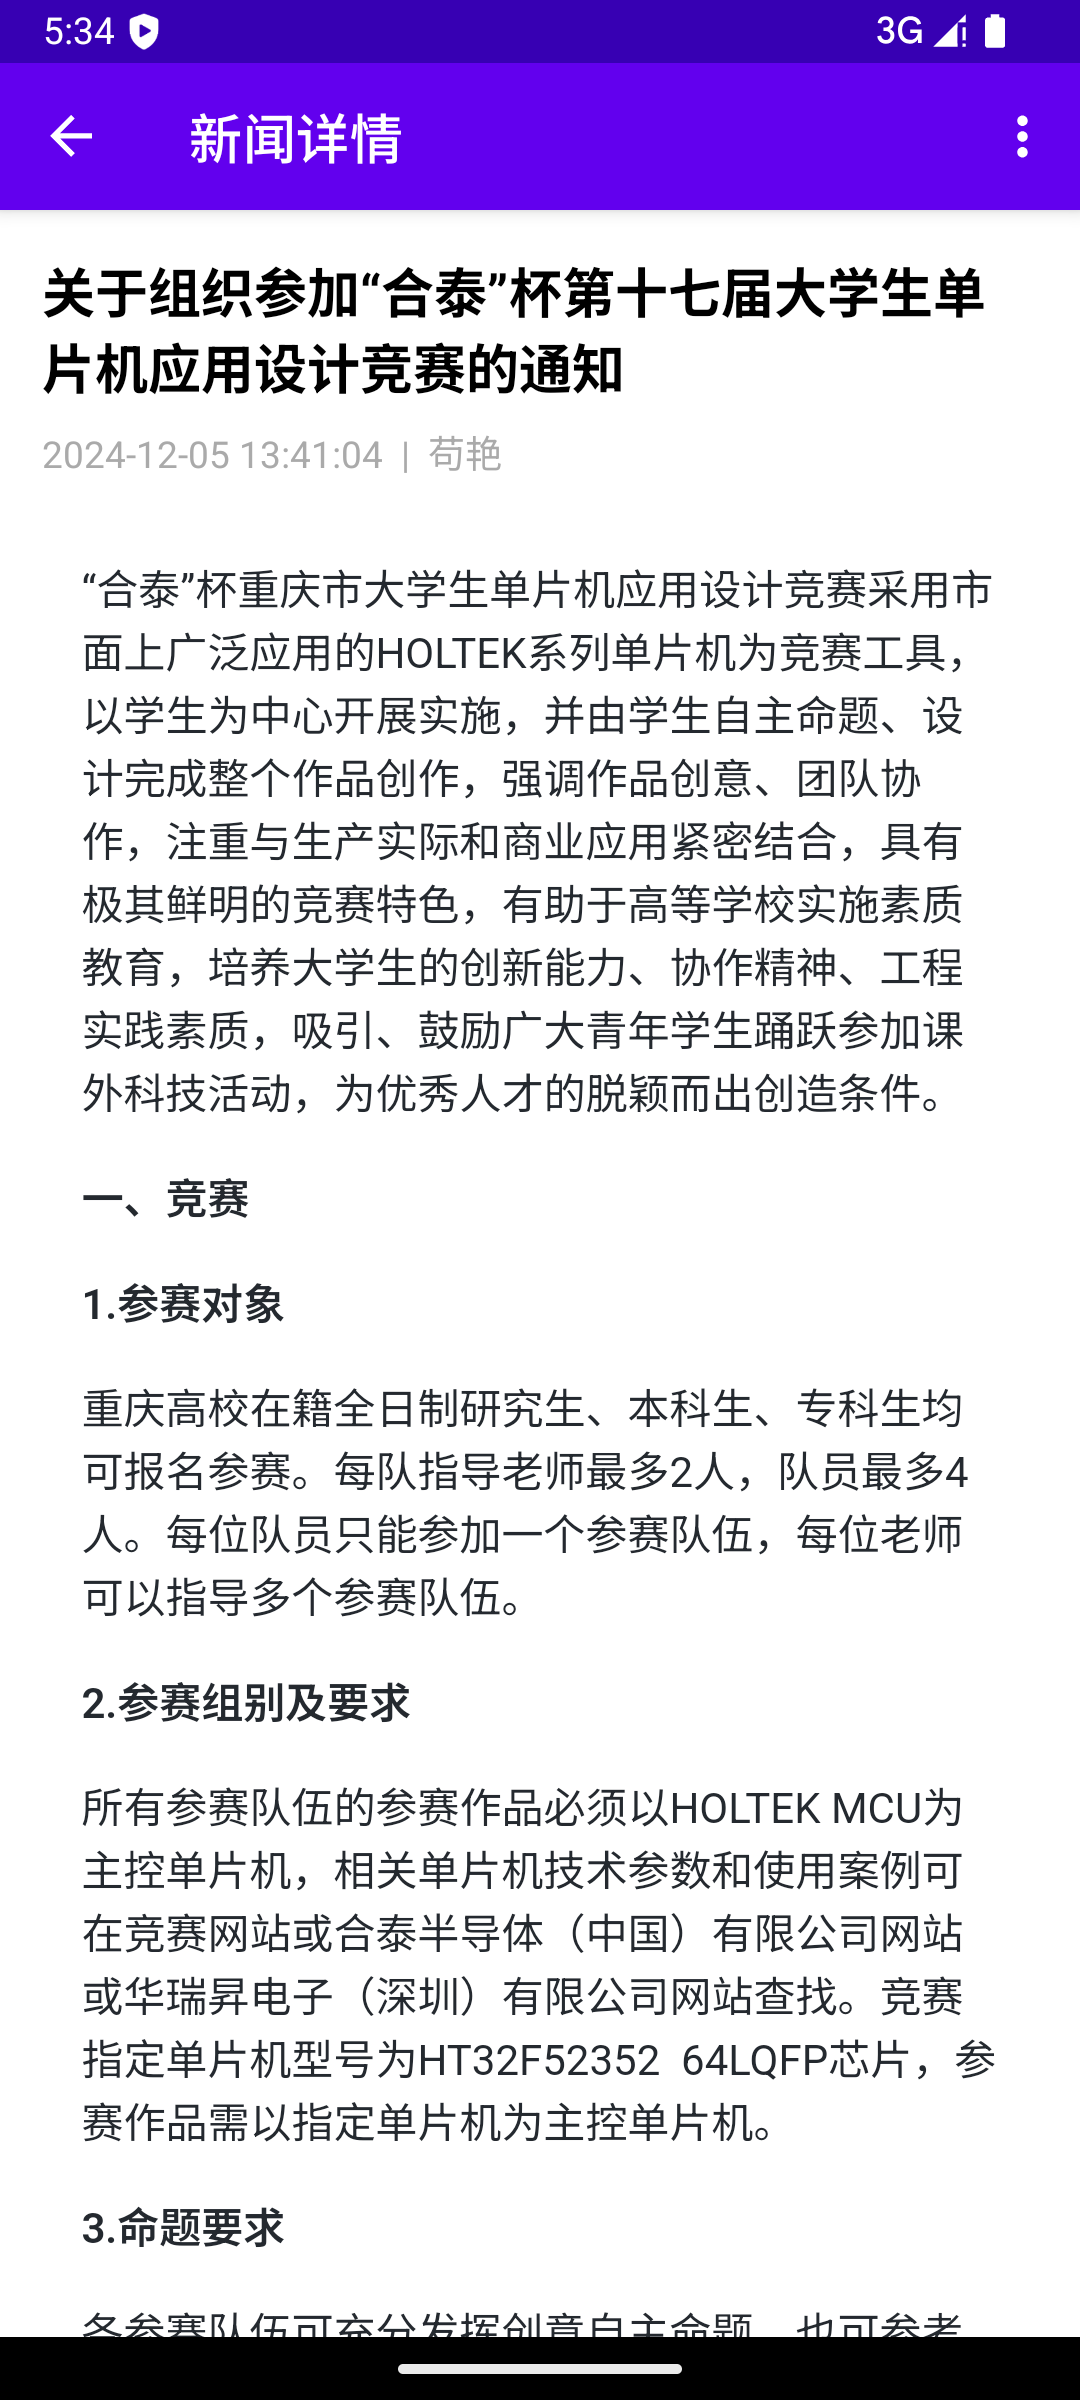 5:34
3G
新闻详情
关于组织参加“合泰”杯第十七届大学生单
片机应用设计竞赛的通知
2024-12-05 13:41:04 | 苟艳
“合泰”杯重庆市大学生单片机应用设计竞赛采用市
面上广泛应用的HOLTEK系列单片机为竞赛工具，
以学生为中心开展实施，并由学生自主命题、设
计完成整个作品创作，强调作品创意、团队协
作，注重与生产实际和商业应用紧密结合，具有
极其鲜明的竞赛特色，有助于高等学校实施素质
教育，培养大学生的创新能力、协作精神、工程
实践素质，吸引、鼓励广大青年学生踊跃参加课
外科技活动，为优秀人才的脱颖而出创造条件。
一、竞赛
1.参赛对象
重庆高校在籍全日制研究生、本科生、专科生均
可报名参赛。每队指导老师最多2人，队员最多4
人。每位队员只能参加一个参赛队伍，每位老师
可以指导多个参赛队伍。
2.参赛组别及要求
所有参赛队伍的参赛作品必须以HOLTEK MCU为
主控单片机，相关单片机技术参数和使用案例可
在竞赛网站或合泰半导体（中国）有限公司网站
或华瑞昇电子（深圳）有限公司网站查找。竞赛
指定单片机型号为HT32F52352  64LQFP芯片，参
赛作品需以指定单片机为主控单片机。
3.命题要求
各参赛队伍可充分发挥创意自主命题，也可参考